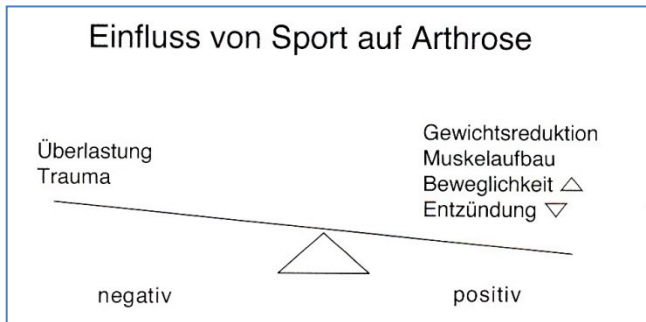 Einfluss von Sport auf Arthrose
Überlastung
Trauma
Gewichtsreduktion
Muskelaufbau
Beweglichkeit △
Entzündung ▽
negativ
positiv